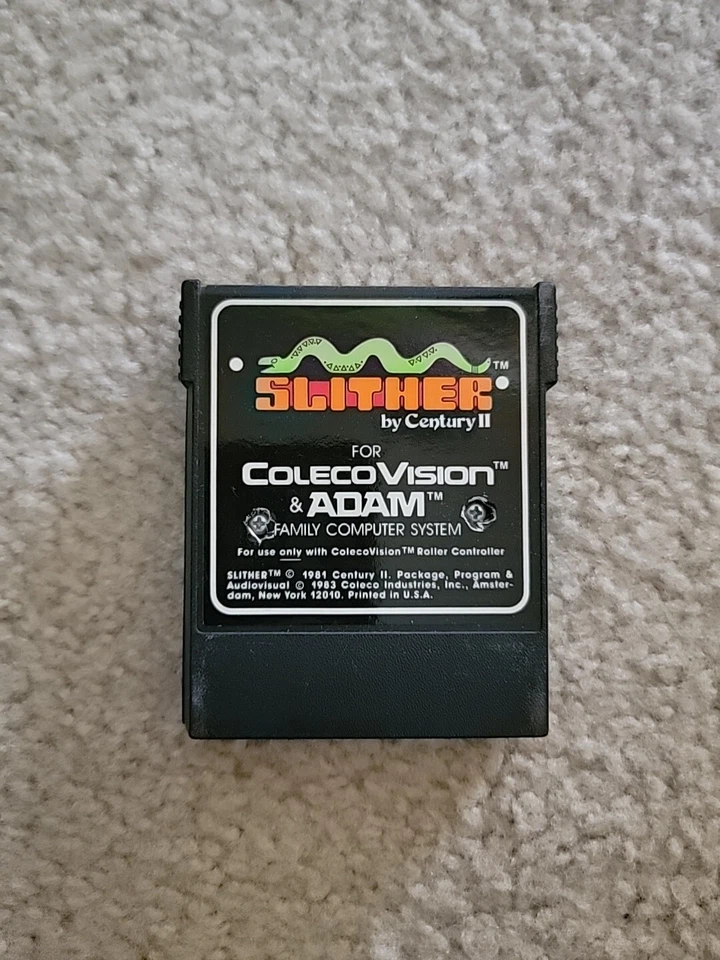 SLITHER™
by Century II
FOR
COLECOVISION™
& ADAM™
FAMILY COMPUTER SYSTEM
For use only with ColecoVision™ Roller Controller
SLITHER™ © 1981 Century II. Package, Program &
Audiovisual © 1983 Coleco Industries, Inc., Amster-
dam, New York 12010. Printed in U.S.A.